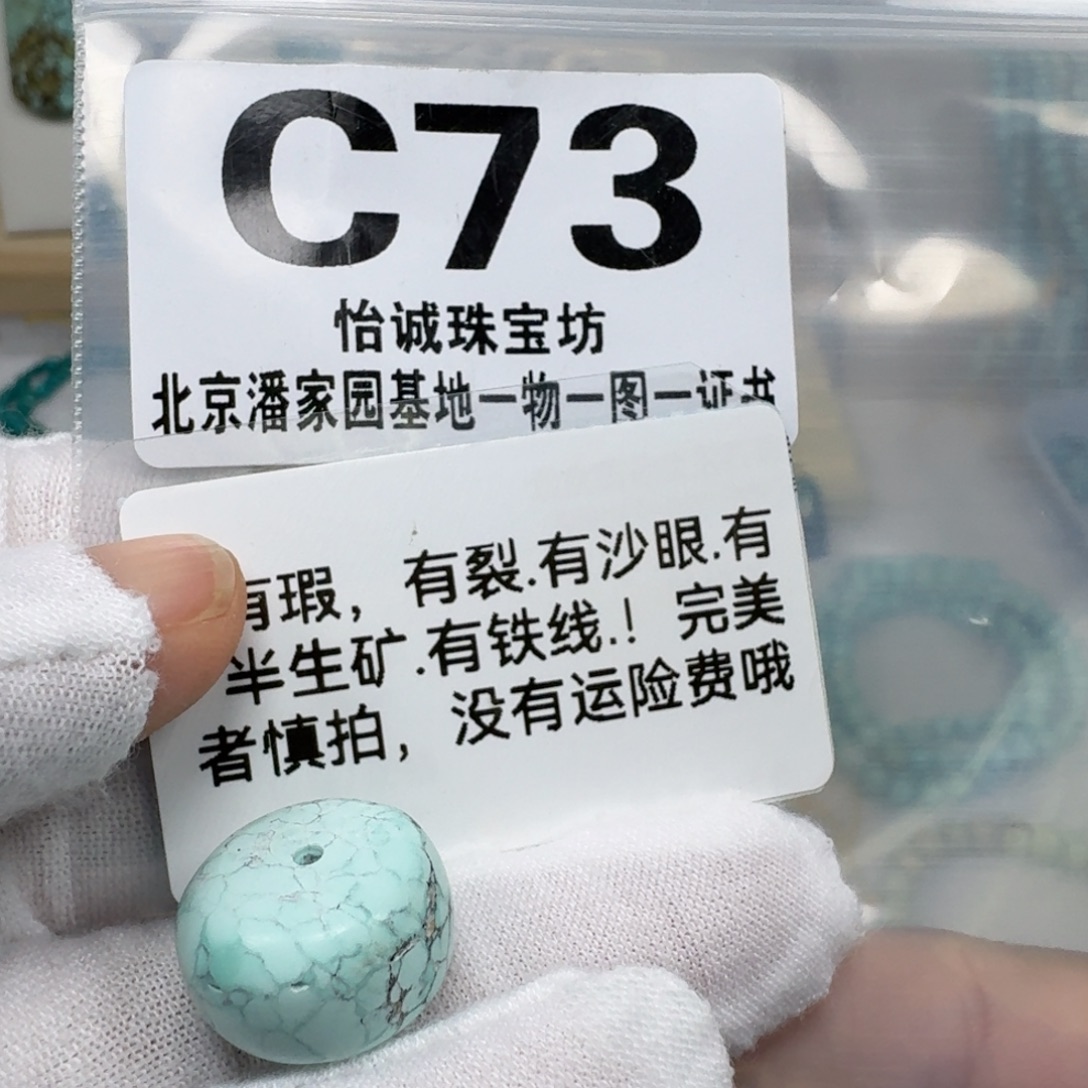 C73
怡诚珠宝坊
北京潘家园基地一物一图一证书
有瑕，有裂.有沙眼.有
半生矿.有铁线.！完美
者慎拍，没有运险费哦